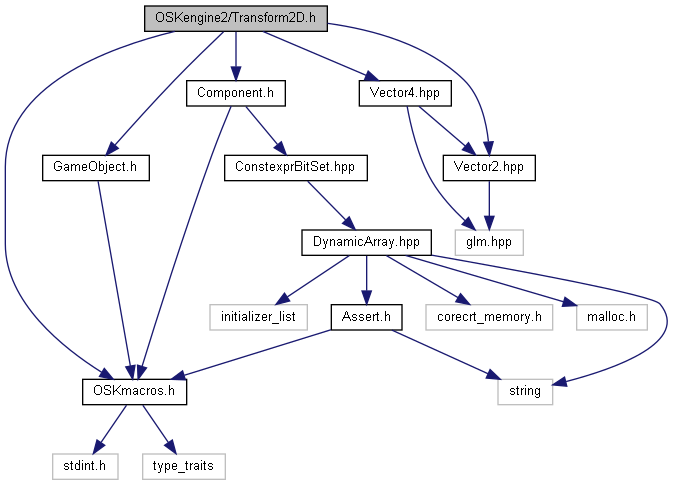 OSKengine2/Transform2D.h
Component.h
Vector4.hpp
GameObject.h
ConstexprBitSet.hpp
Vector2.hpp
DynamicArray.hpp
glm.hpp
initializer_list
Assert.h
corecrt_memory.h
malloc.h
OSKmacros.h
string
stdint.h
type_traits